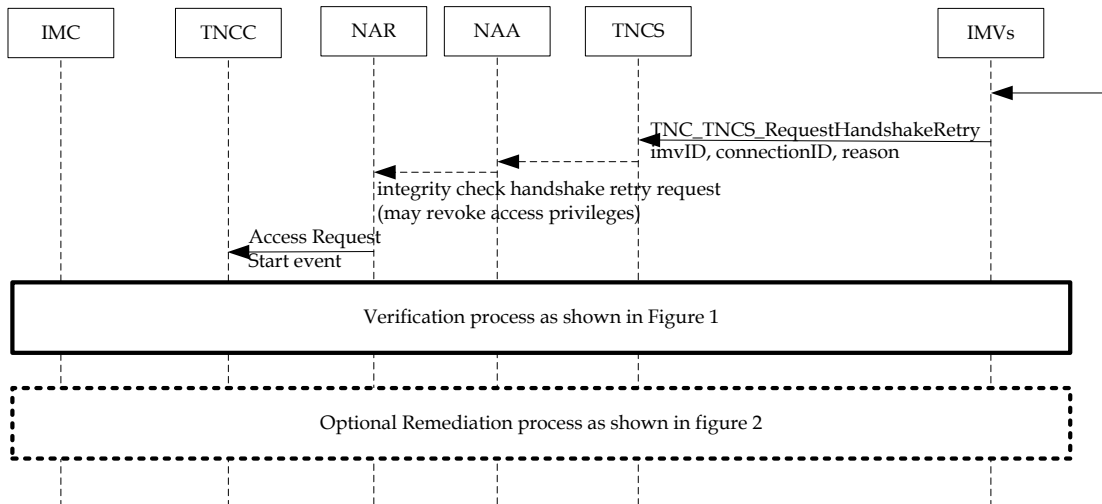 IMC
TNCC
NAR
NAA
TNCS
IMVs
TNC_TNCS_RequestHandshakeRetry
imvID, connectionID, reason
integrity check handshake retry request
(may revoke access privileges)
Access Request
Start event
Verification process as shown in Figure 1
Optional Remediation process as shown in figure 2